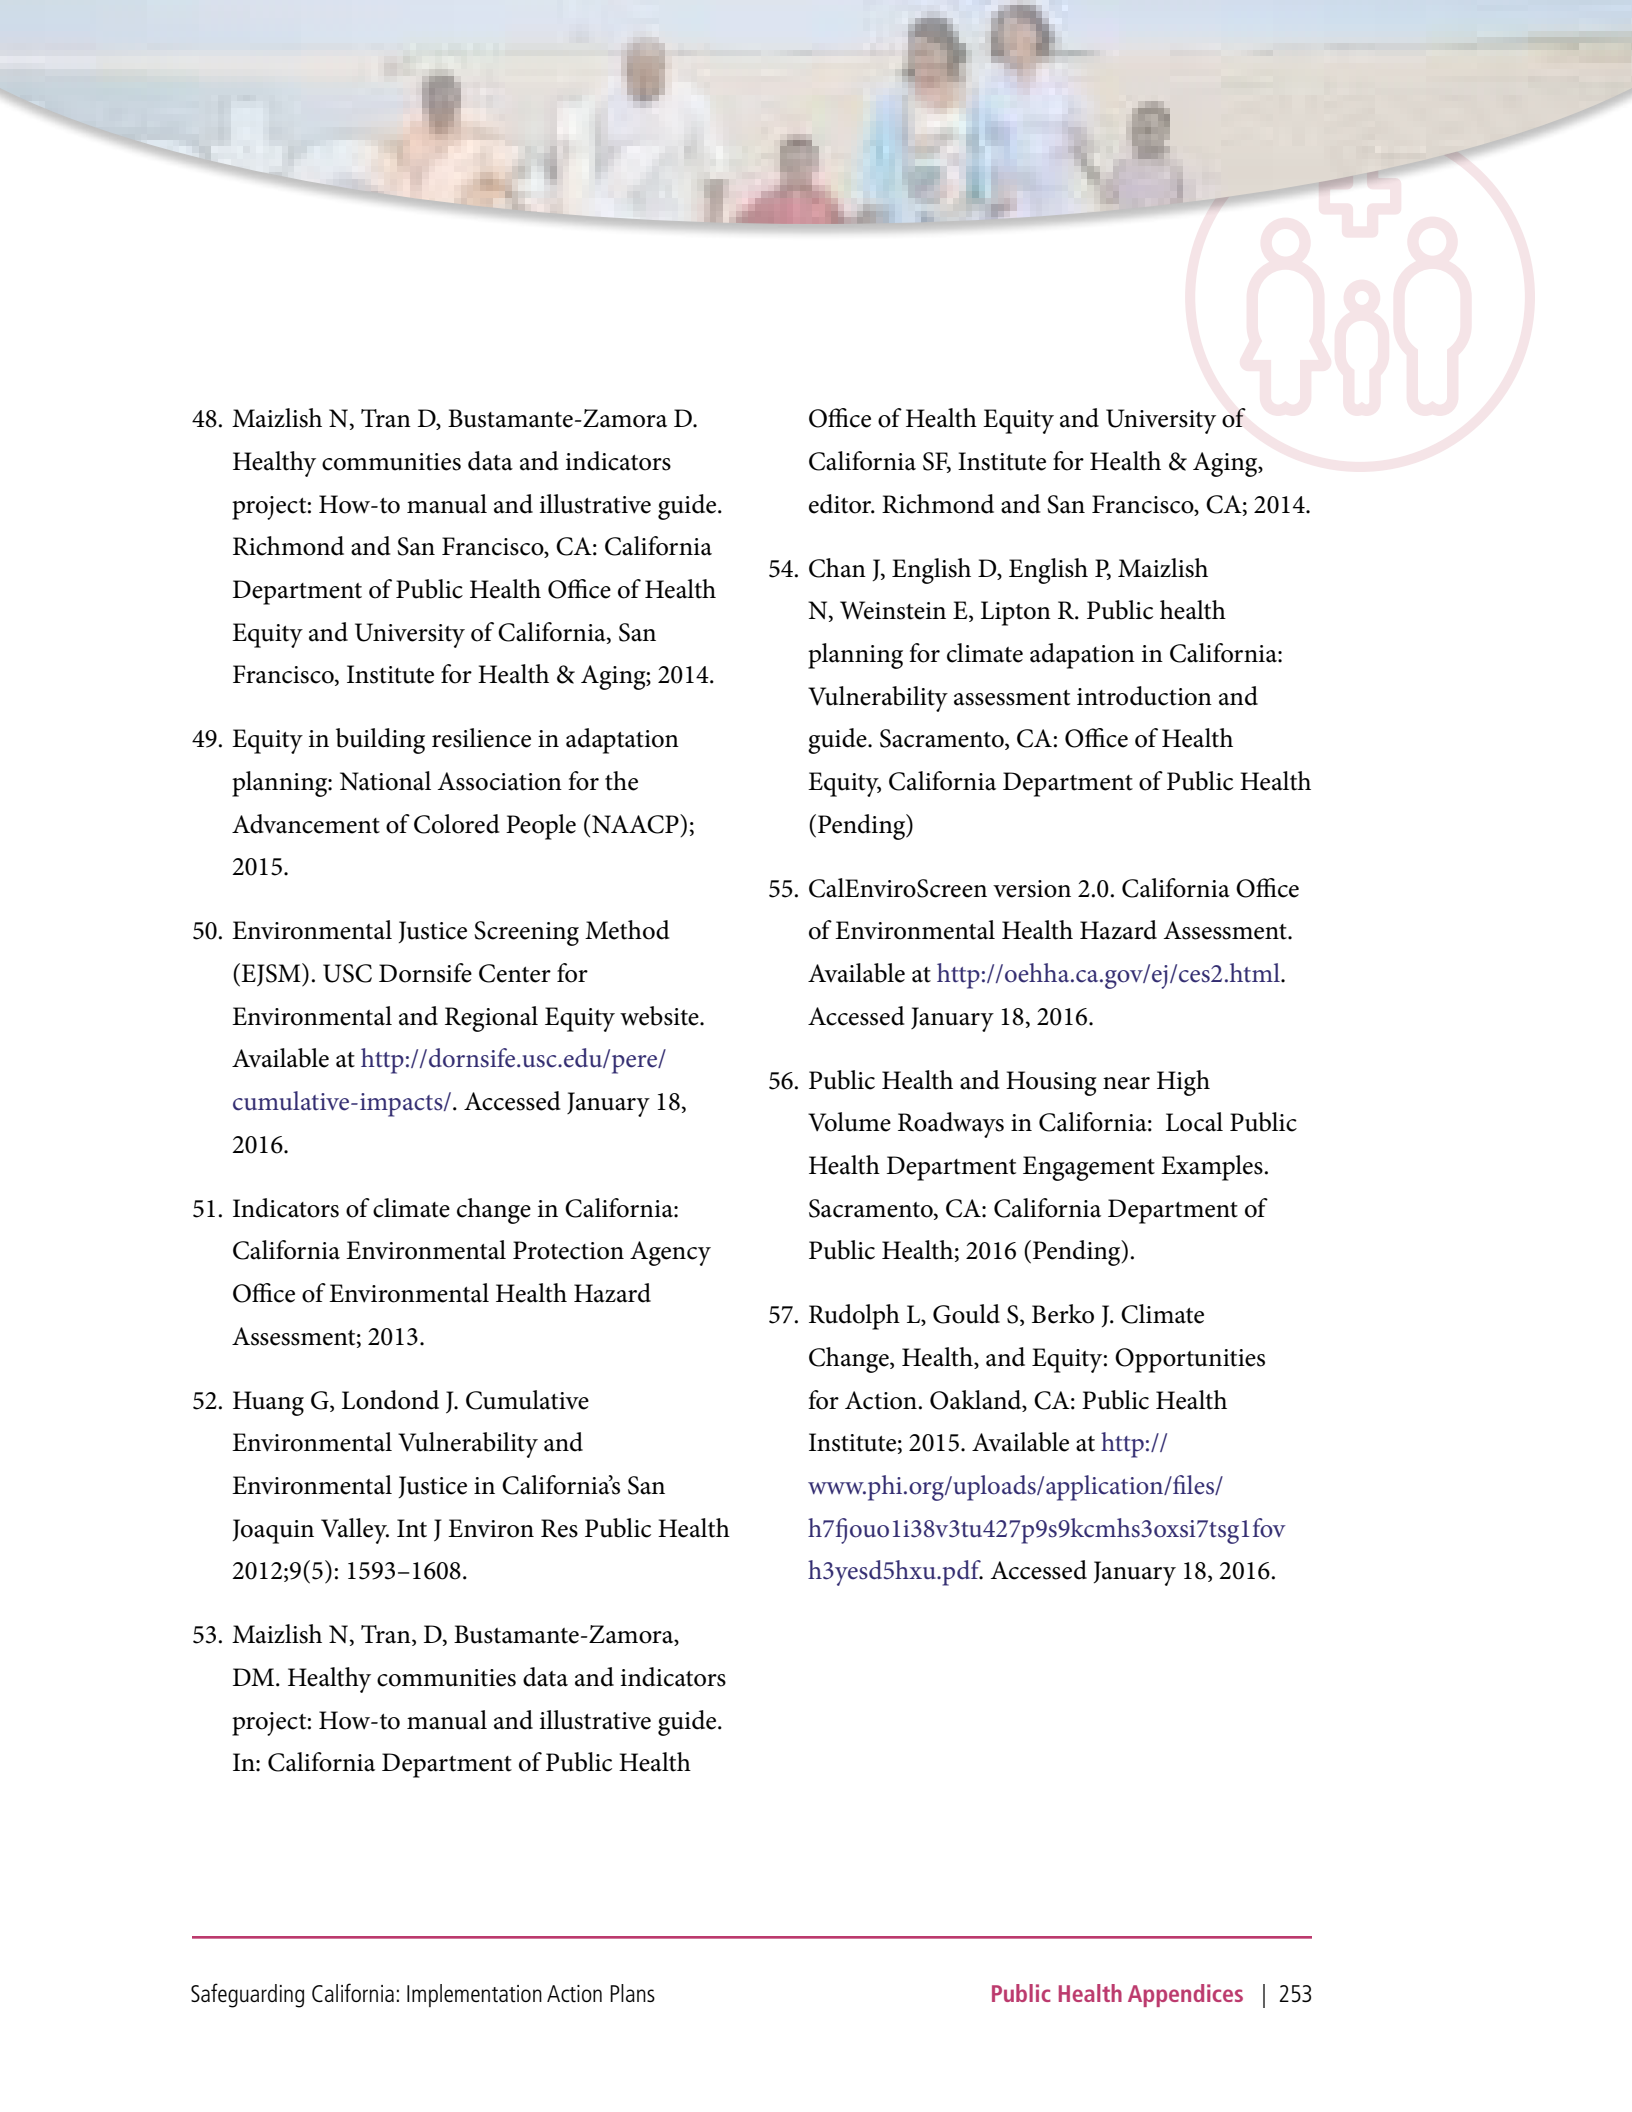 48. Maizlish N, Tran D, Bustamante-Zamora D.
Healthy communities data and indicators
project: How-to manual and illustrative guide.
Richmond and San Francisco, CA: California
Department of Public Health Office of Health
Equity and University of California, San
Francisco, Institute for Health & Aging; 2014.
49. Equity in building resilience in adaptation
planning: National Association for the
Advancement of Colored People (NAACP);
2015.
50. Environmental Justice Screening Method
(EJSM). USC Dornsife Center for
Environmental and Regional Equity website.
Available at http://dornsife.usc.edu/pere/
cumulative-impacts/. Accessed January 18,
2016.
51. Indicators of climate change in California:
California Environmental Protection Agency
Office of Environmental Health Hazard
Assessment; 2013.
52. Huang G, Londond J. Cumulative
Environmental Vulnerability and
Environmental Justice in California's San
Joaquin Valley. Int J Environ Res Public Health
2012;9(5): 1593–1608.
53. Maizlish N, Tran, D, Bustamante-Zamora,
DM. Healthy communities data and indicators
project: How-to manual and illustrative guide.
In: California Department of Public Health
Office of Health Equity and University of
California SF, Institute for Health & Aging,
editor. Richmond and San Francisco, CA; 2014.
54. Chan J, English D, English P, Maizlish
N, Weinstein E, Lipton R. Public health
planning for climate adapation in California:
Vulnerability assessment introduction and
guide. Sacramento, CA: Office of Health
Equity, California Department of Public Health
(Pending)
55. CalEnviroScreen version 2.0. California Office
of Environmental Health Hazard Assessment.
Available at http://oehha.ca.gov/ej/ces2.html.
Accessed January 18, 2016.
56. Public Health and Housing near High
Volume Roadways in California:  Local Public
Health Department Engagement Examples.
Sacramento, CA: California Department of
Public Health; 2016 (Pending).
57. Rudolph L, Gould S, Berko J. Climate
Change, Health, and Equity: Opportunities
for Action. Oakland, CA: Public Health
Institute; 2015. Available at http://
www.phi.org/uploads/application/files/
h7fjouo1i38v3tu427p9s9kcmhs3oxsi7tsg1fov
h3yesd5hxu.pdf. Accessed January 18, 2016.
Safeguarding California: Implementation Action Plans
Public Health Appendices | 253